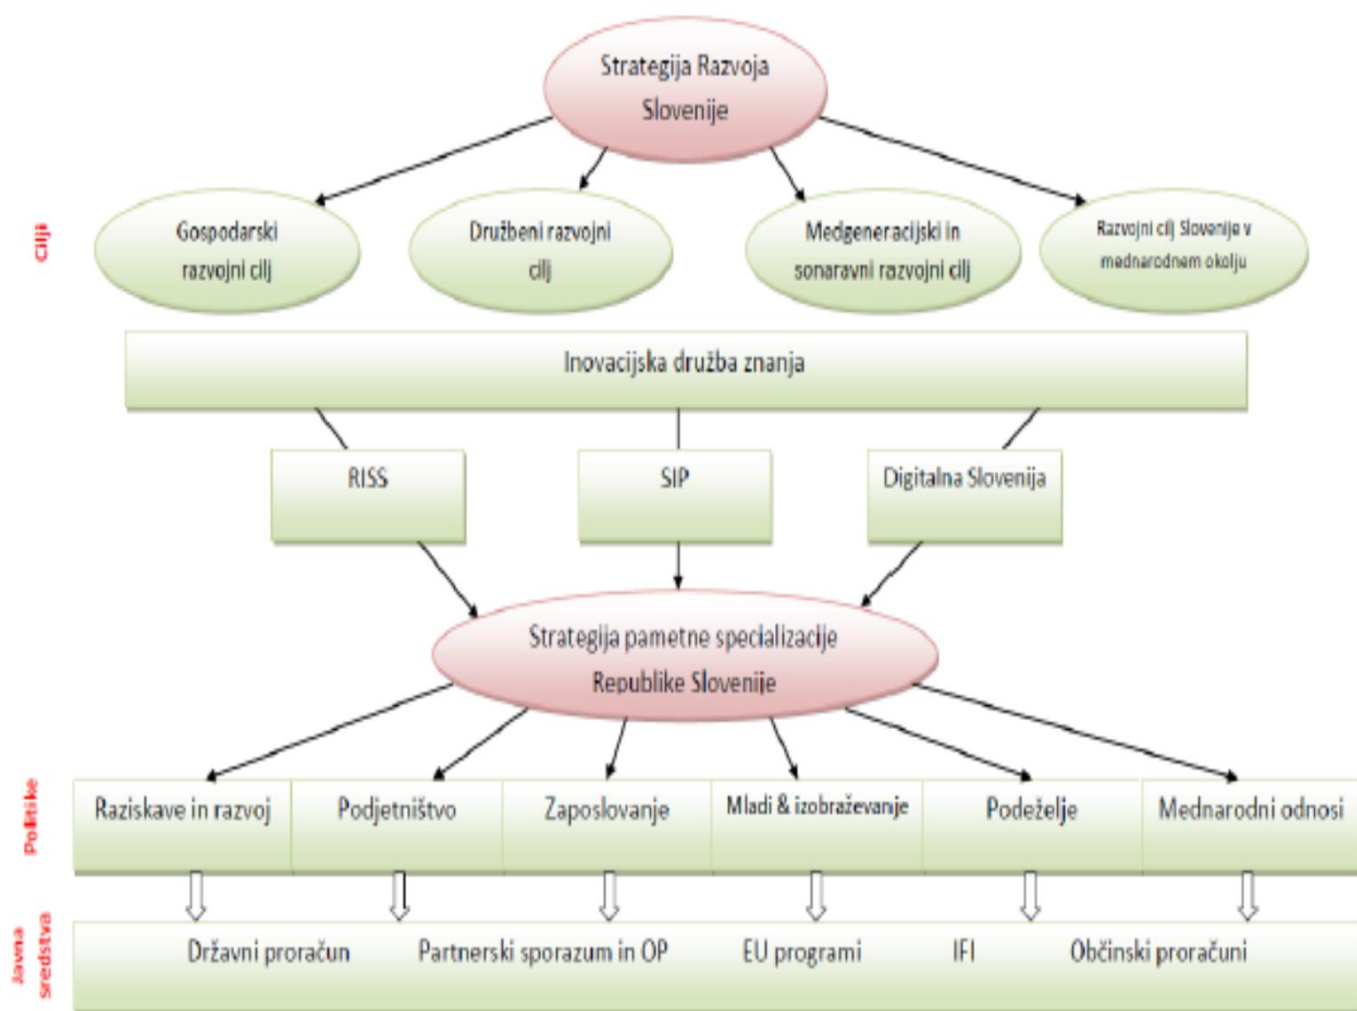 Strategija Razvoja
Slovenije
Cilji
Gospodarski
razvojni cilj
Družbeni razvojni
cilj
Medgeneracijski in
sonaravni razvojni cilj
Razvojni cilj Slovenije v
mednarodnem okolju
Inovacijska družba znanja
RISS
SIP
Digitalna Slovenija
Strategija pametne specializacije
Republike Slovenije
Politike
Raziskave in razvoj
Podjetništvo
Zaposlovanje
Mladi & izobraževanje
Podeželje
Mednarodni odnosi
Javna
sredstva
Državni proračun
Partnerski sporazum in OP
EU programi
IFI
Občinski proračuni